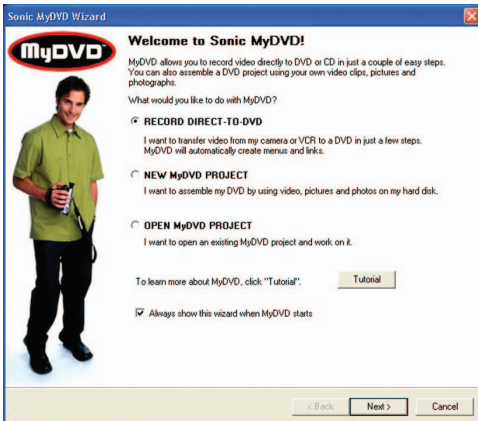 Sonic MyDVD Wizard
MyDVD
Welcome to Sonic MyDVD!
MyDVD allows you to record video directly to DVD or CD in just a couple of easy steps.
You can also assemble a DVD project using your own video clips, pictures and
photographs.
What would you like to do with MyDVD?
RECORD DIRECT-TO-DVD
I want to transfer video from my camera or VCR to a DVD in just a few steps.
MyDVD will automatically create menus and links.
NEW MyDVD PROJECT
I want to assemble my DVD by using video, pictures and photos on my hard disk.
OPEN MyDVD PROJECT
I want to open an existing MyDVD project and work on it.
To learn more about MyDVD, click "Tutorial".
Tutorial
Always show this wizard when MyDVD starts
< Back
Next >
Cancel